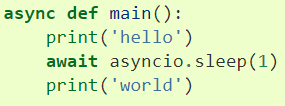 async def main():
    print('hello')
    await asyncio.sleep(1)
    print('world')